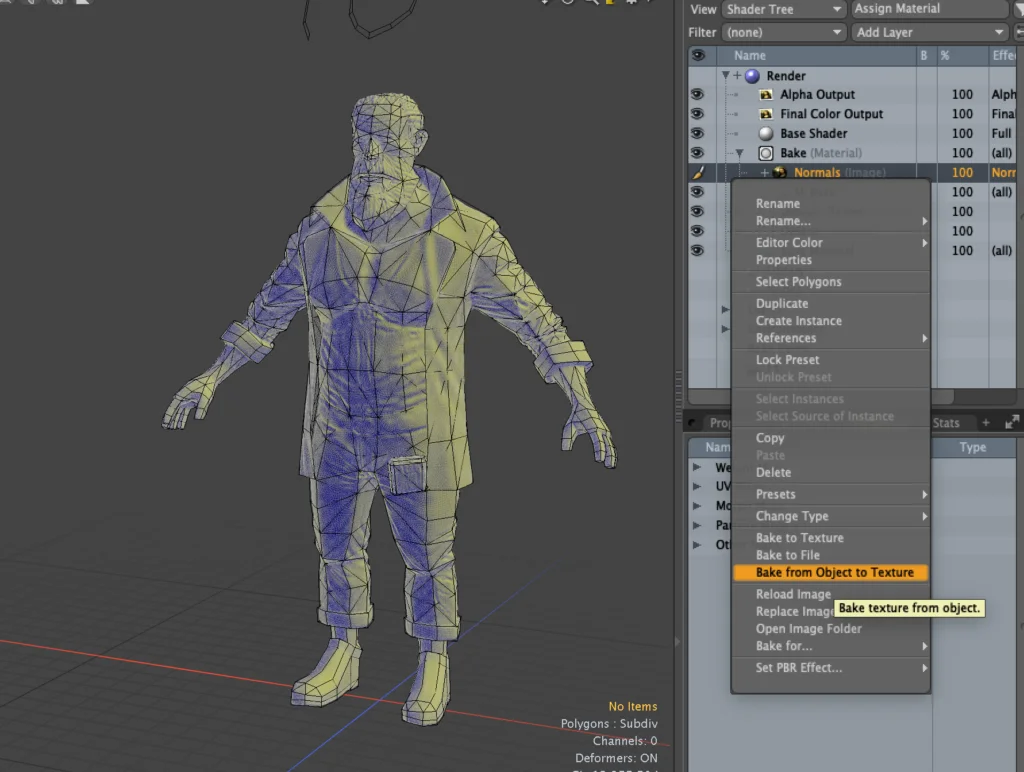 View Shader Tree Assign Material
Filter (none) Add Layer
Name B % Effe
Render
Alpha Output 100 Alph
Final Color Output 100 Fina
Base Shader 100 Full
Bake (Material) 100 (all)
Normals (Image) 100 Norr
100 (all)
100
100
100 (all)
Rename
Rename...
Editor Color
Properties
Select Polygons
Duplicate
Create Instance
References
Lock Preset
Unlock Preset
Select Instances
Select Source of Instance
Copy
Paste
Delete
Presets
Change Type
Bake to Texture
Bake to File
Bake from Object to Texture
Reload Image
Replace Image
Bake texture from object.
Open Image Folder
Bake for...
Set PBR Effect...
Prop Stats +
Nam Type
We
UV
Mo
Par
Oth
No Items
Polygons : Subdiv
Channels: 0
Deformers: ON